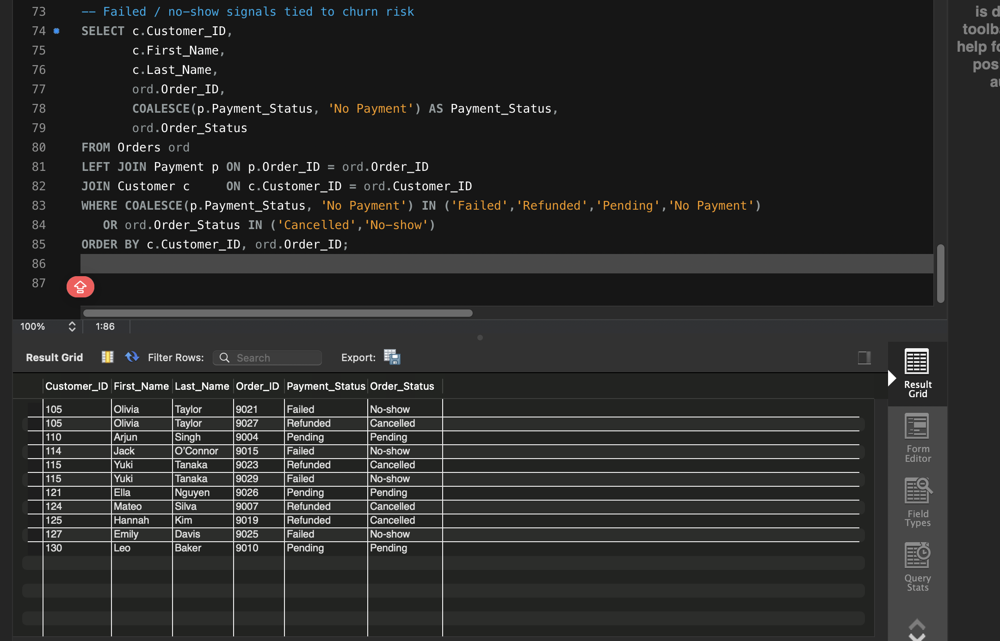 73 -- Failed / no-show signals tied to churn risk
74 SELECT c.Customer_ID,
75 c.First_Name,
76 c.Last_Name,
77 ord.Order_ID,
78 COALESCE(p.Payment_Status, 'No Payment') AS Payment_Status,
79 ord.Order_Status
80 FROM Orders ord
81 LEFT JOIN Payment p ON p.Order_ID = ord.Order_ID
82 JOIN Customer c     ON c.Customer_ID = ord.Customer_ID
83 WHERE COALESCE(p.Payment_Status, 'No Payment') IN ('Failed','Refunded','Pending','No Payment')
84    OR ord.Order_Status IN ('Cancelled','No-show')
85 ORDER BY c.Customer_ID, ord.Order_ID;
86
87
is d
toolba
help fo
pos
au
100% 1:86
Result Grid Filter Rows: Search Export:
Customer_ID First_Name Last_Name Order_ID Payment_Status Order_Status
105 Olivia Taylor 9021 Failed No-show
105 Olivia Taylor 9027 Refunded Cancelled
110 Arjun Singh 9004 Pending Pending
114 Jack O’Connor 9015 Failed No-show
115 Yuki Tanaka 9023 Refunded Cancelled
115 Yuki Tanaka 9029 Failed No-show
121 Ella Nguyen 9026 Pending Pending
124 Mateo Silva 9007 Refunded Cancelled
125 Hannah Kim 9019 Refunded Cancelled
127 Emily Davis 9025 Failed No-show
130 Leo Baker 9010 Pending Pending
Result
Grid
Form
Editor
Field
Types
Query
Stats